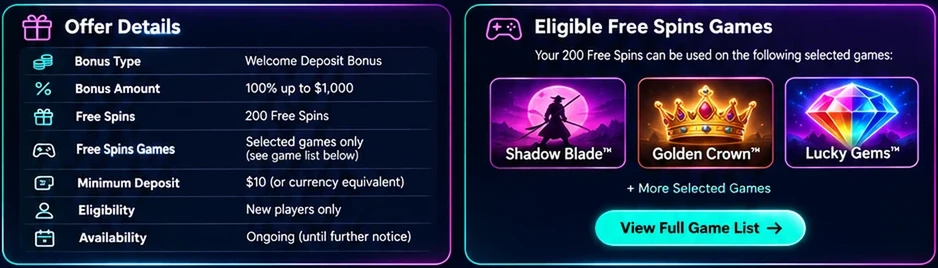 Offer Details
Bonus Type Welcome Deposit Bonus
Bonus Amount 100% up to $1,000
Free Spins 200 Free Spins
Free Spins Games Selected games only
(see game list below)
Minimum Deposit $10 (or currency equivalent)
Eligibility New players only
Availability Ongoing (until further notice)
Eligible Free Spins Games
Your 200 Free Spins can be used on the following selected games:
Shadow Blade™
Golden Crown™
Lucky Gems™
+ More Selected Games
View Full Game List →